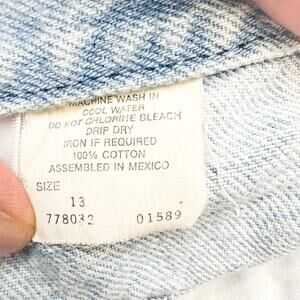 MACHINE WASH IN
COOL WATER
DO NOT CHLORINE BLEACH
DRIP DRY
IRON IF REQUIRED
100% COTTON
ASSEMBLED IN MEXICO
SIZE
13
778032 01589